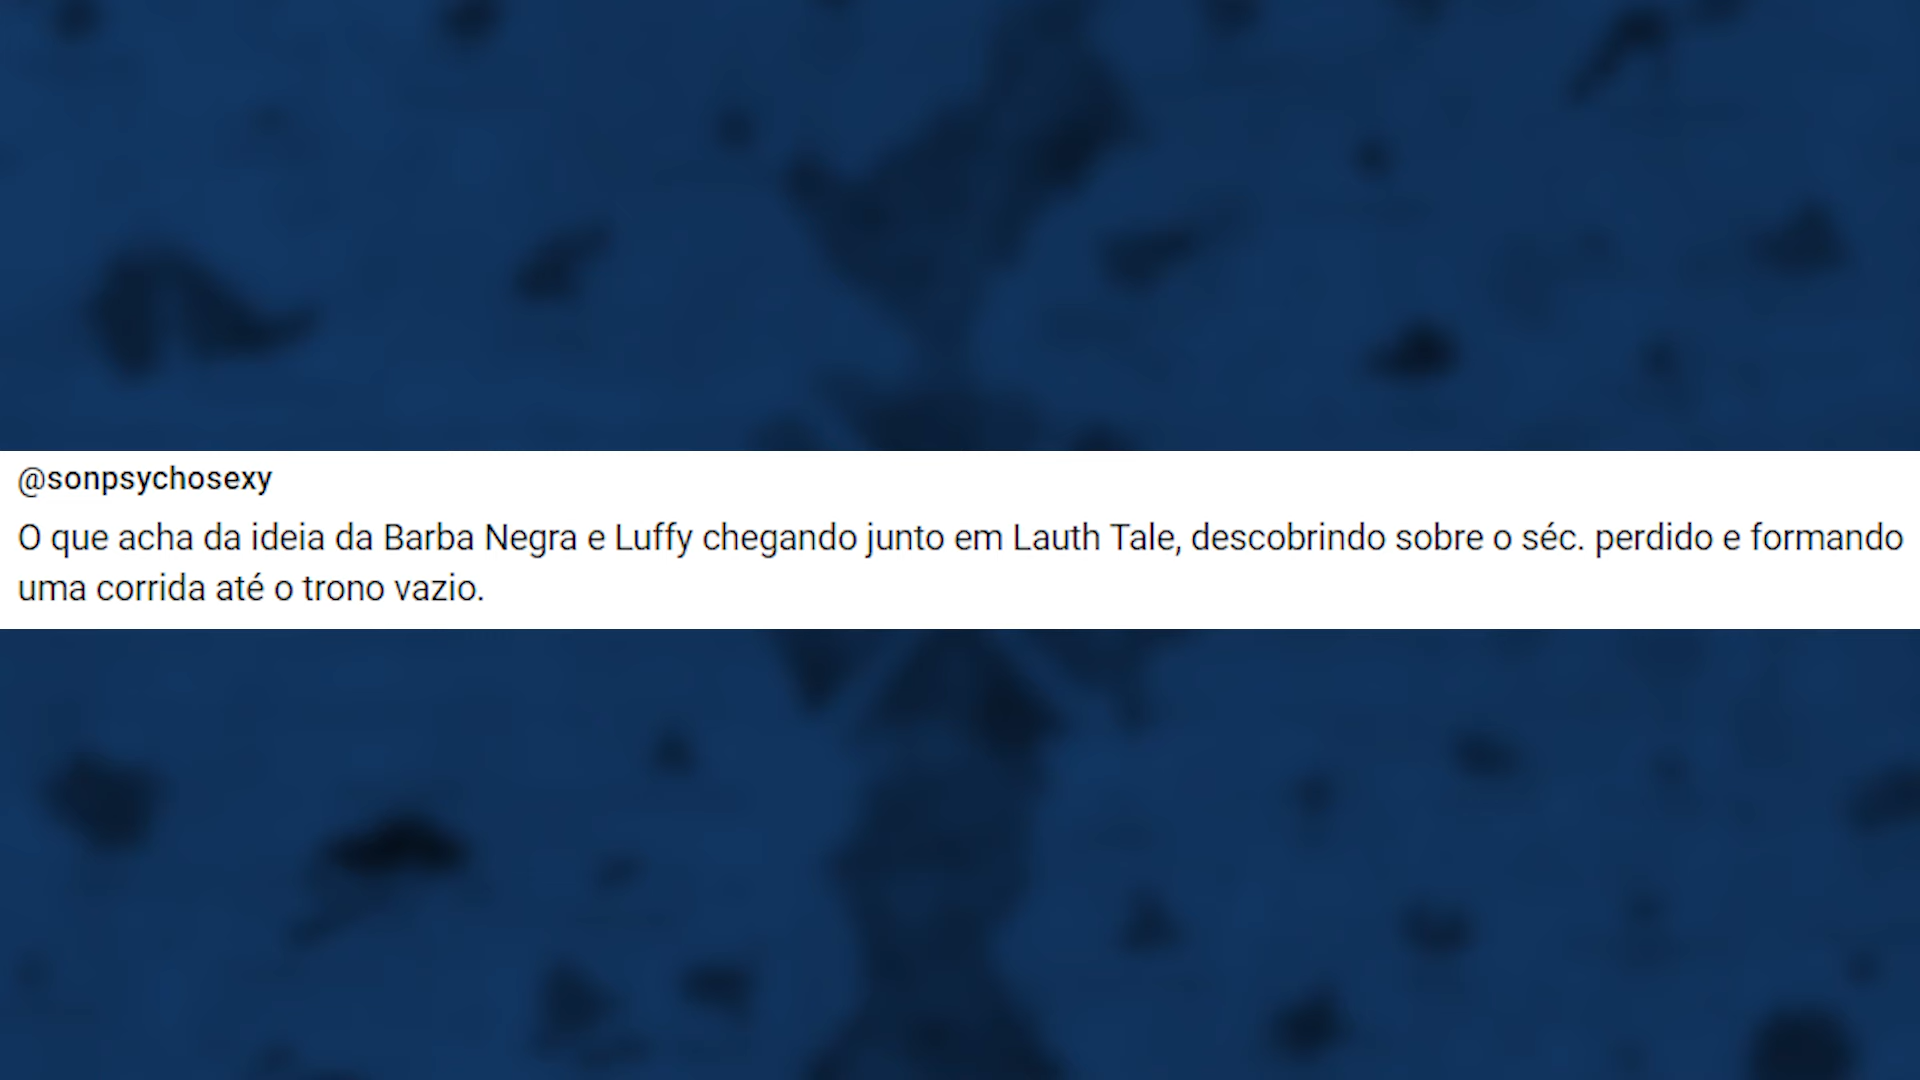 @sonpsychosexy
O que acha da ideia da Barba Negra e Luffy chegando junto em Lauth Tale, descobrindo sobre o séc. perdido e formando
uma corrida até o trono vazio.